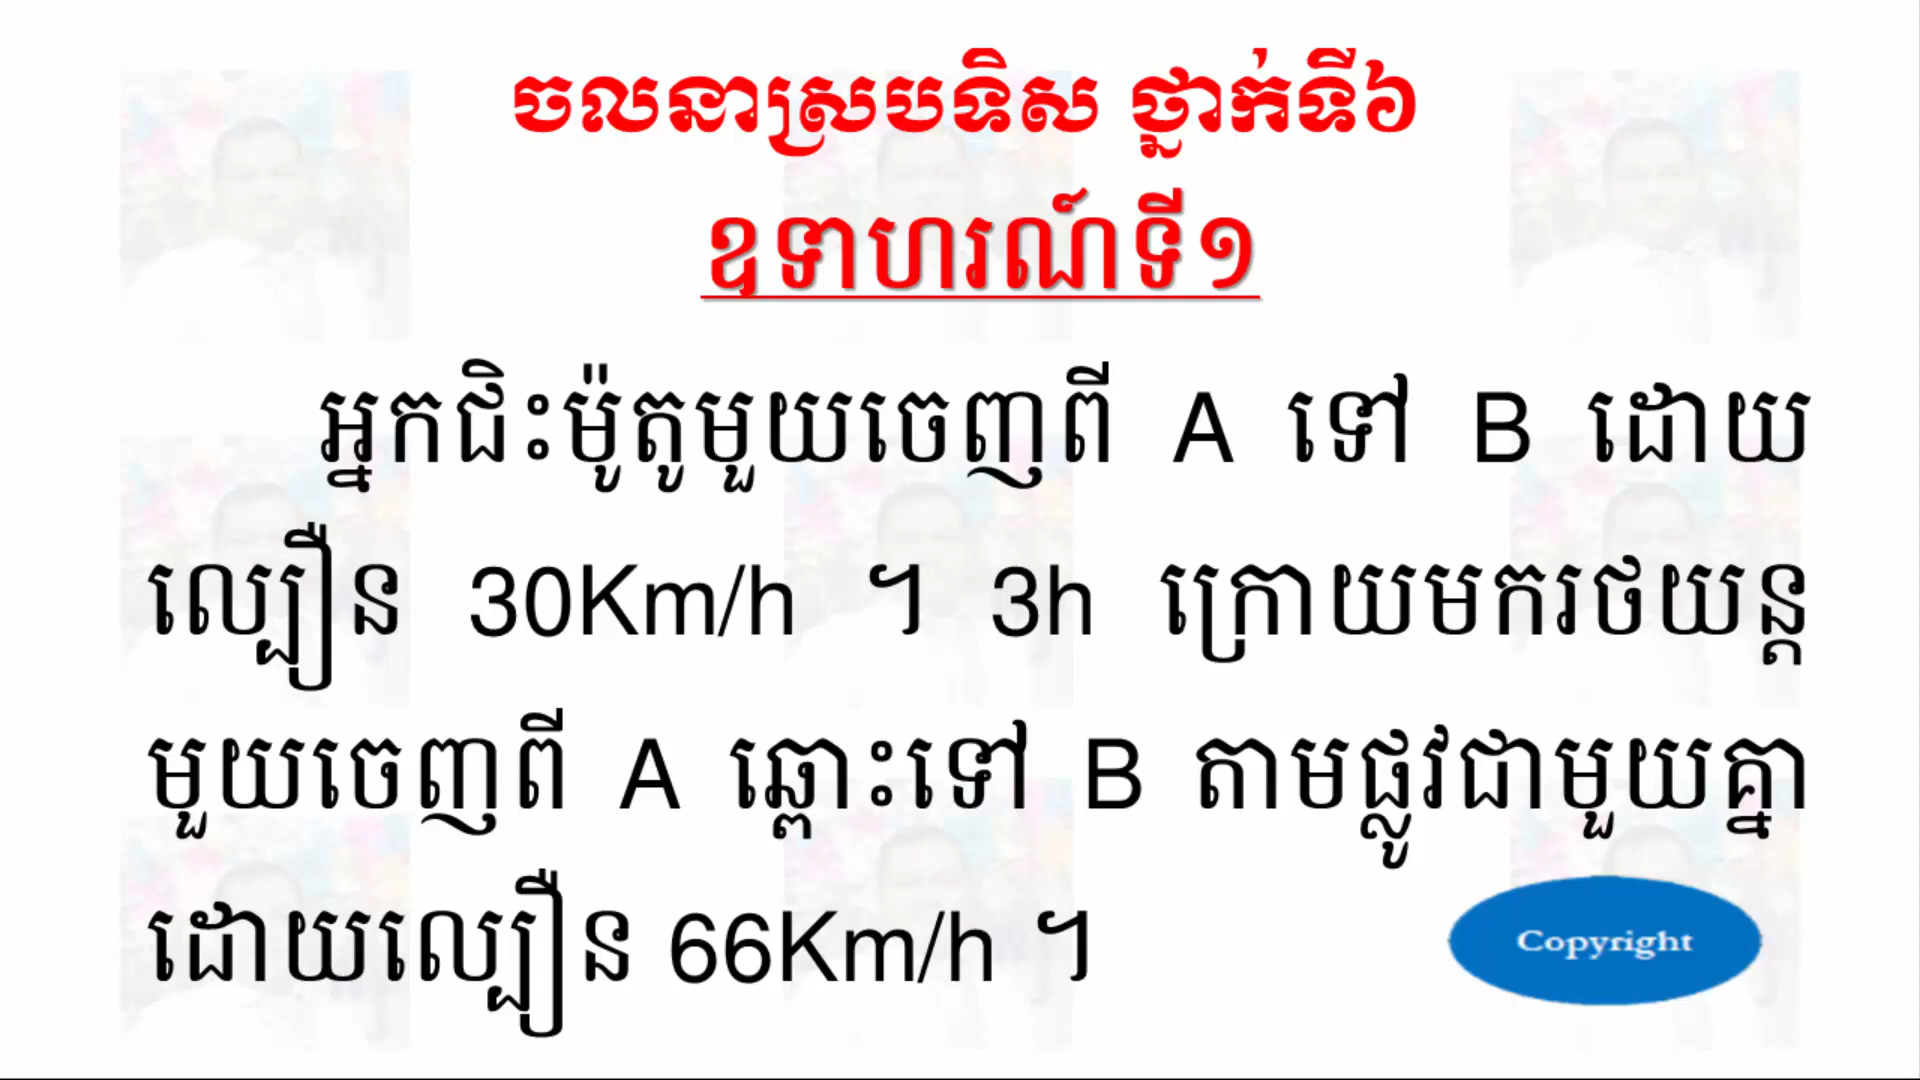 ចលនាស្របទិស ថ្នាក់ទី៦
ឧទាហរណ៍ទី១
អ្នកជិះម៉ូតូមួយចេញពី A ទៅ B ដោយ
ល្បឿន 30Km/h ។ 3h ក្រោយមករថយន្ត
មួយចេញពី A ឆ្ពោះទៅ B តាមផ្លូវជាមួយគ្នា
ដោយល្បឿន 66Km/h ។
Copyright